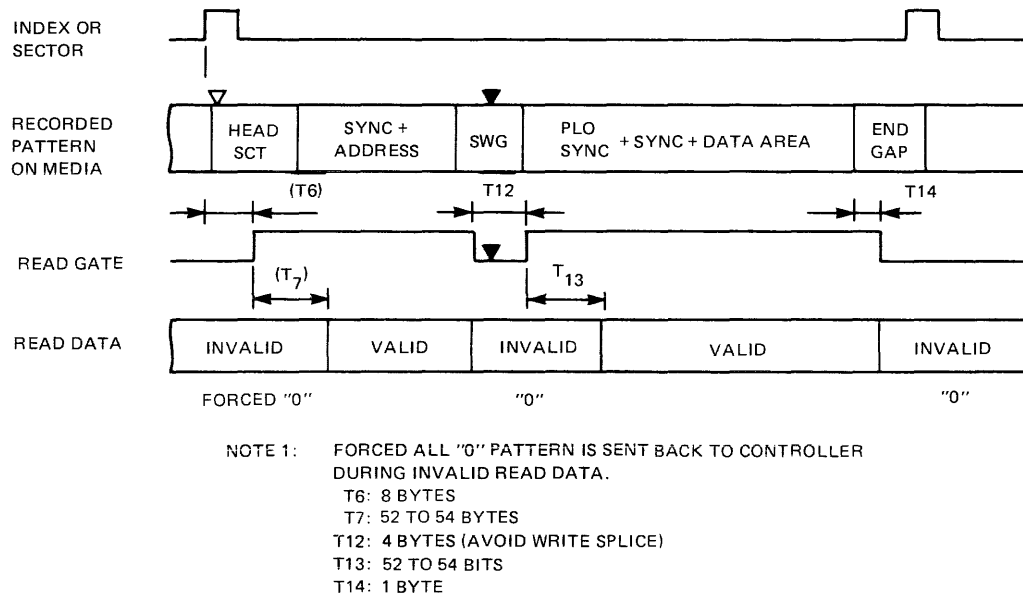 INDEX OR
SECTOR
RECORDED
PATTERN
ON MEDIA
HEAD
SCT
SYNC +
ADDRESS
SWG
PLO
SYNC + SYNC + DATA AREA
END
GAP
(T6)
T12
T14
READ GATE
(T7)
T13
READ DATA
INVALID
VALID
INVALID
VALID
INVALID
FORCED "0"
"0"
"0"
NOTE 1: FORCED ALL "0" PATTERN IS SENT BACK TO CONTROLLER
DURING INVALID READ DATA.
T6: 8 BYTES
T7: 52 TO 54 BYTES
T12: 4 BYTES (AVOID WRITE SPLICE)
T13: 52 TO 54 BITS
T14: 1 BYTE